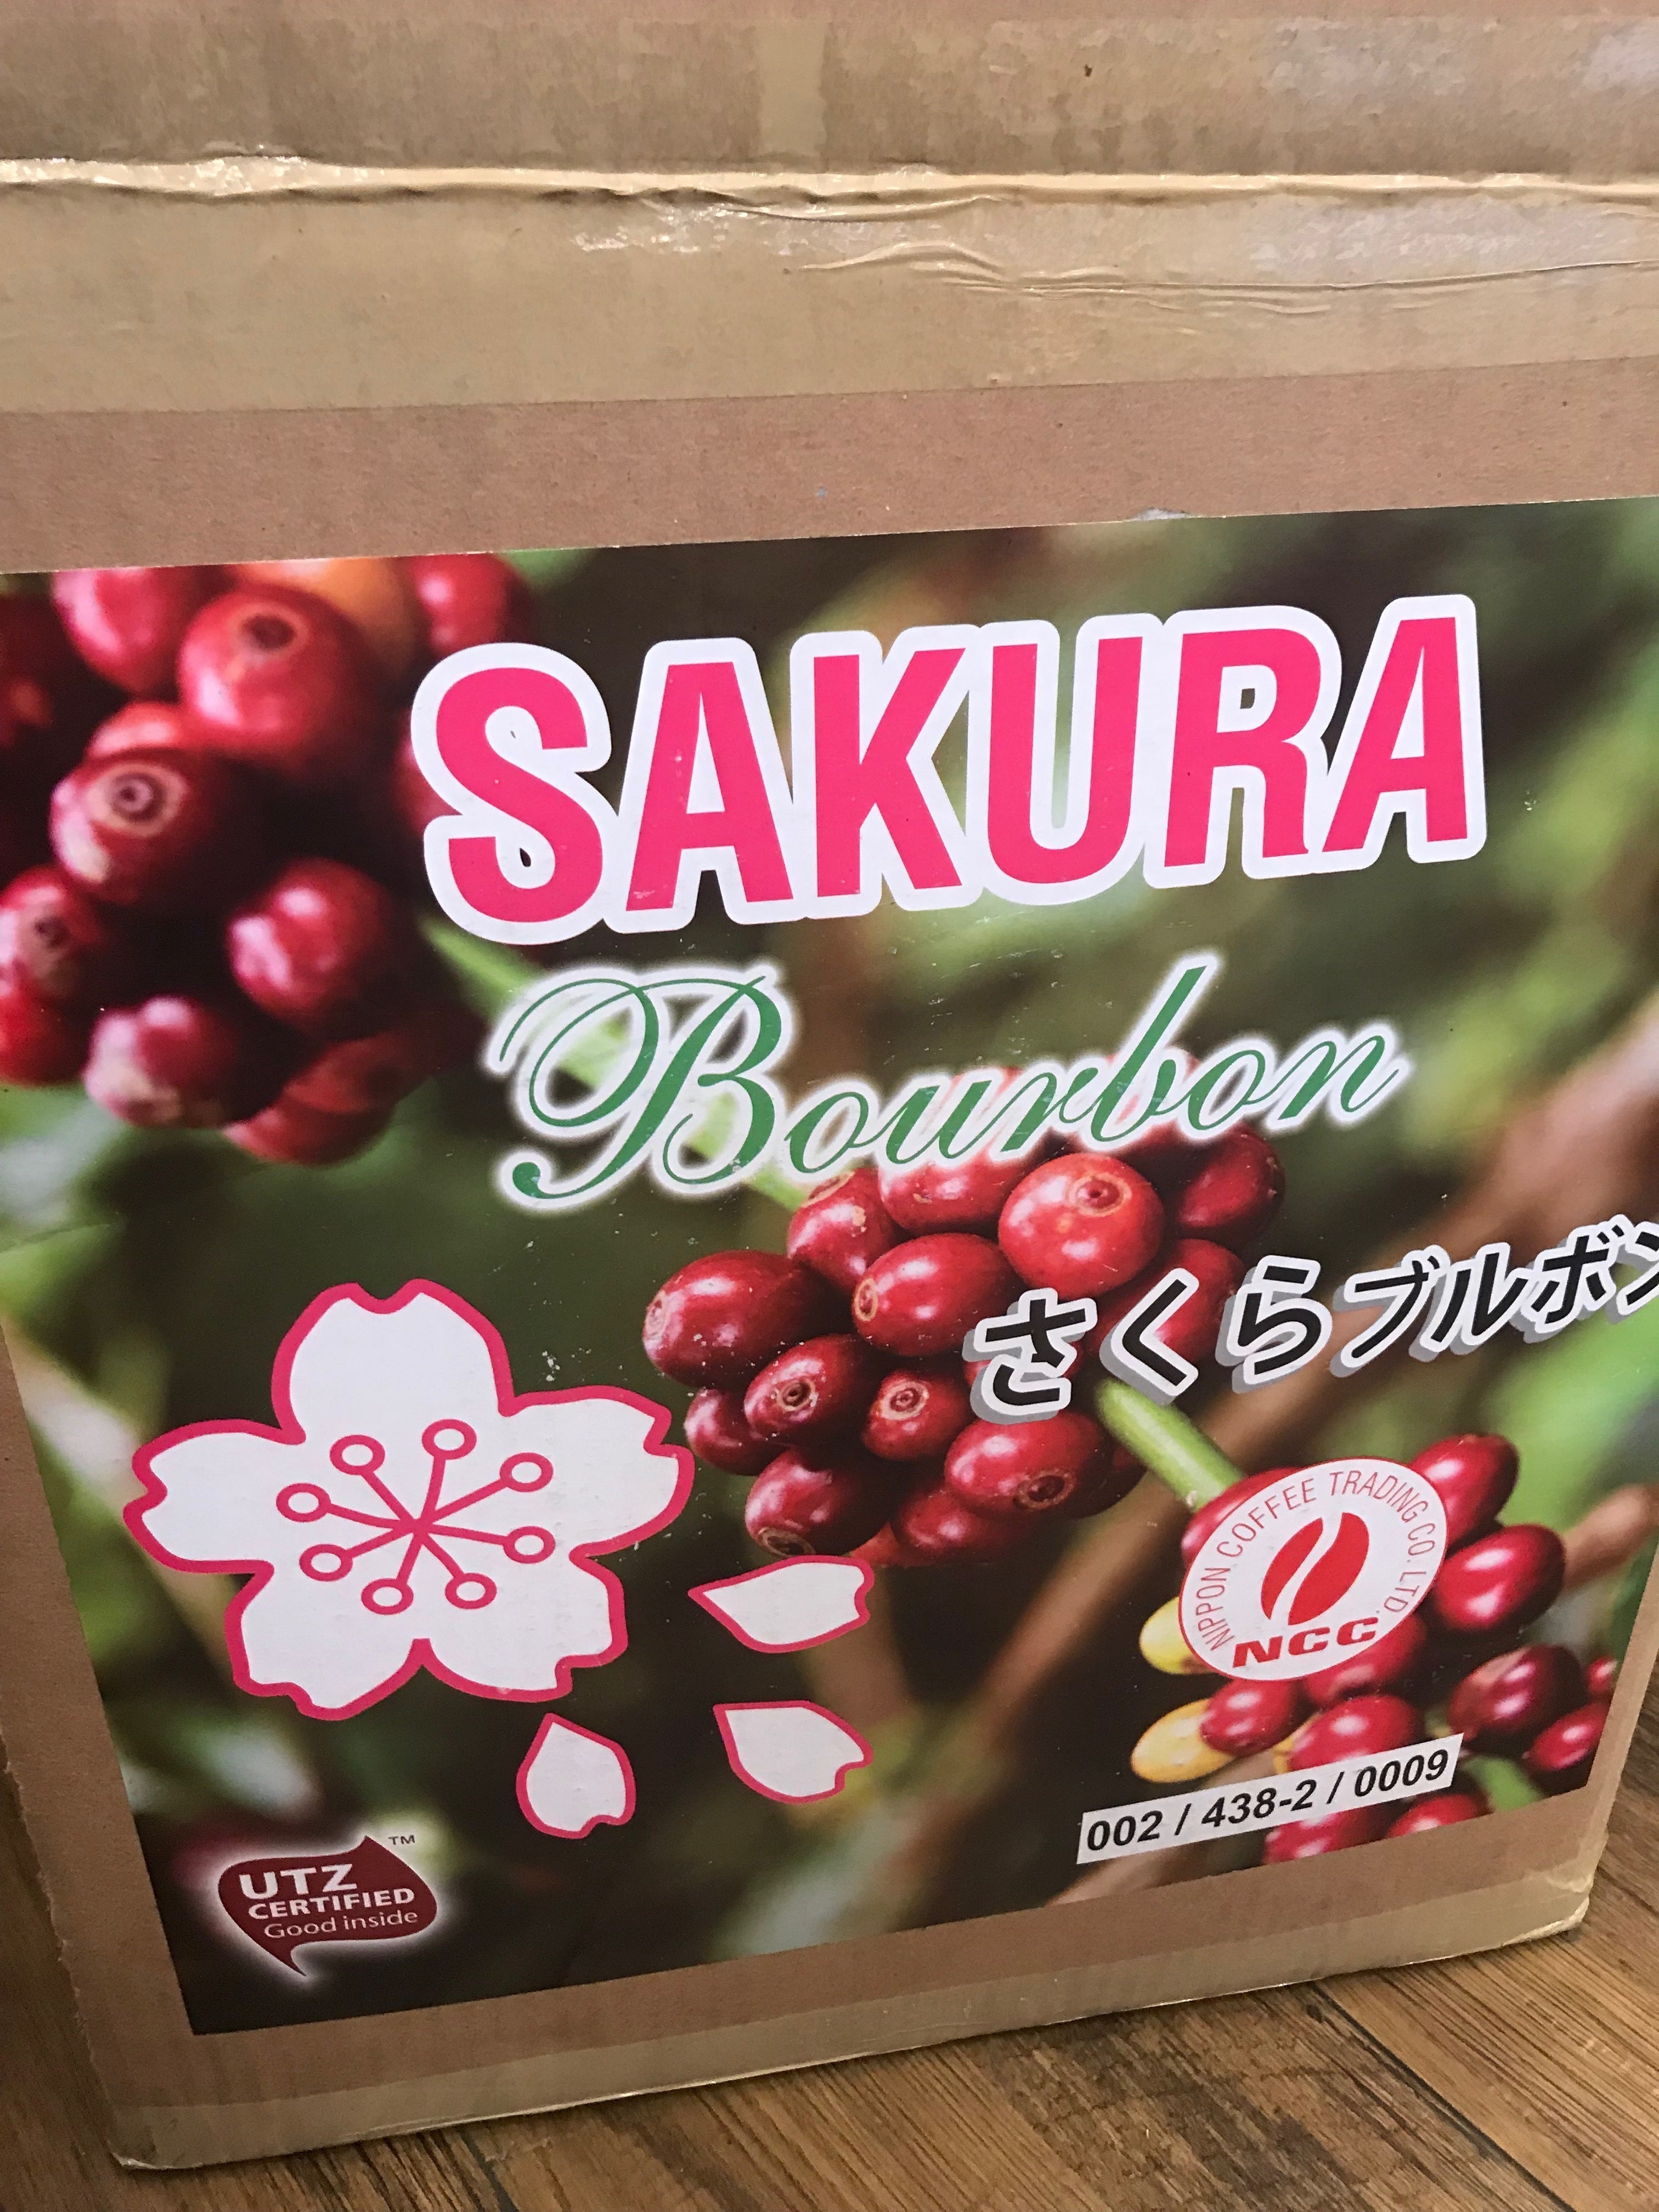 SAKURA
Bourbon
さくらブルボン
NIPPON COFFEE TRADING CO. LTD.
NCC
002 / 438-2 / 0009
UTZ
CERTIFIED
Good inside
TM